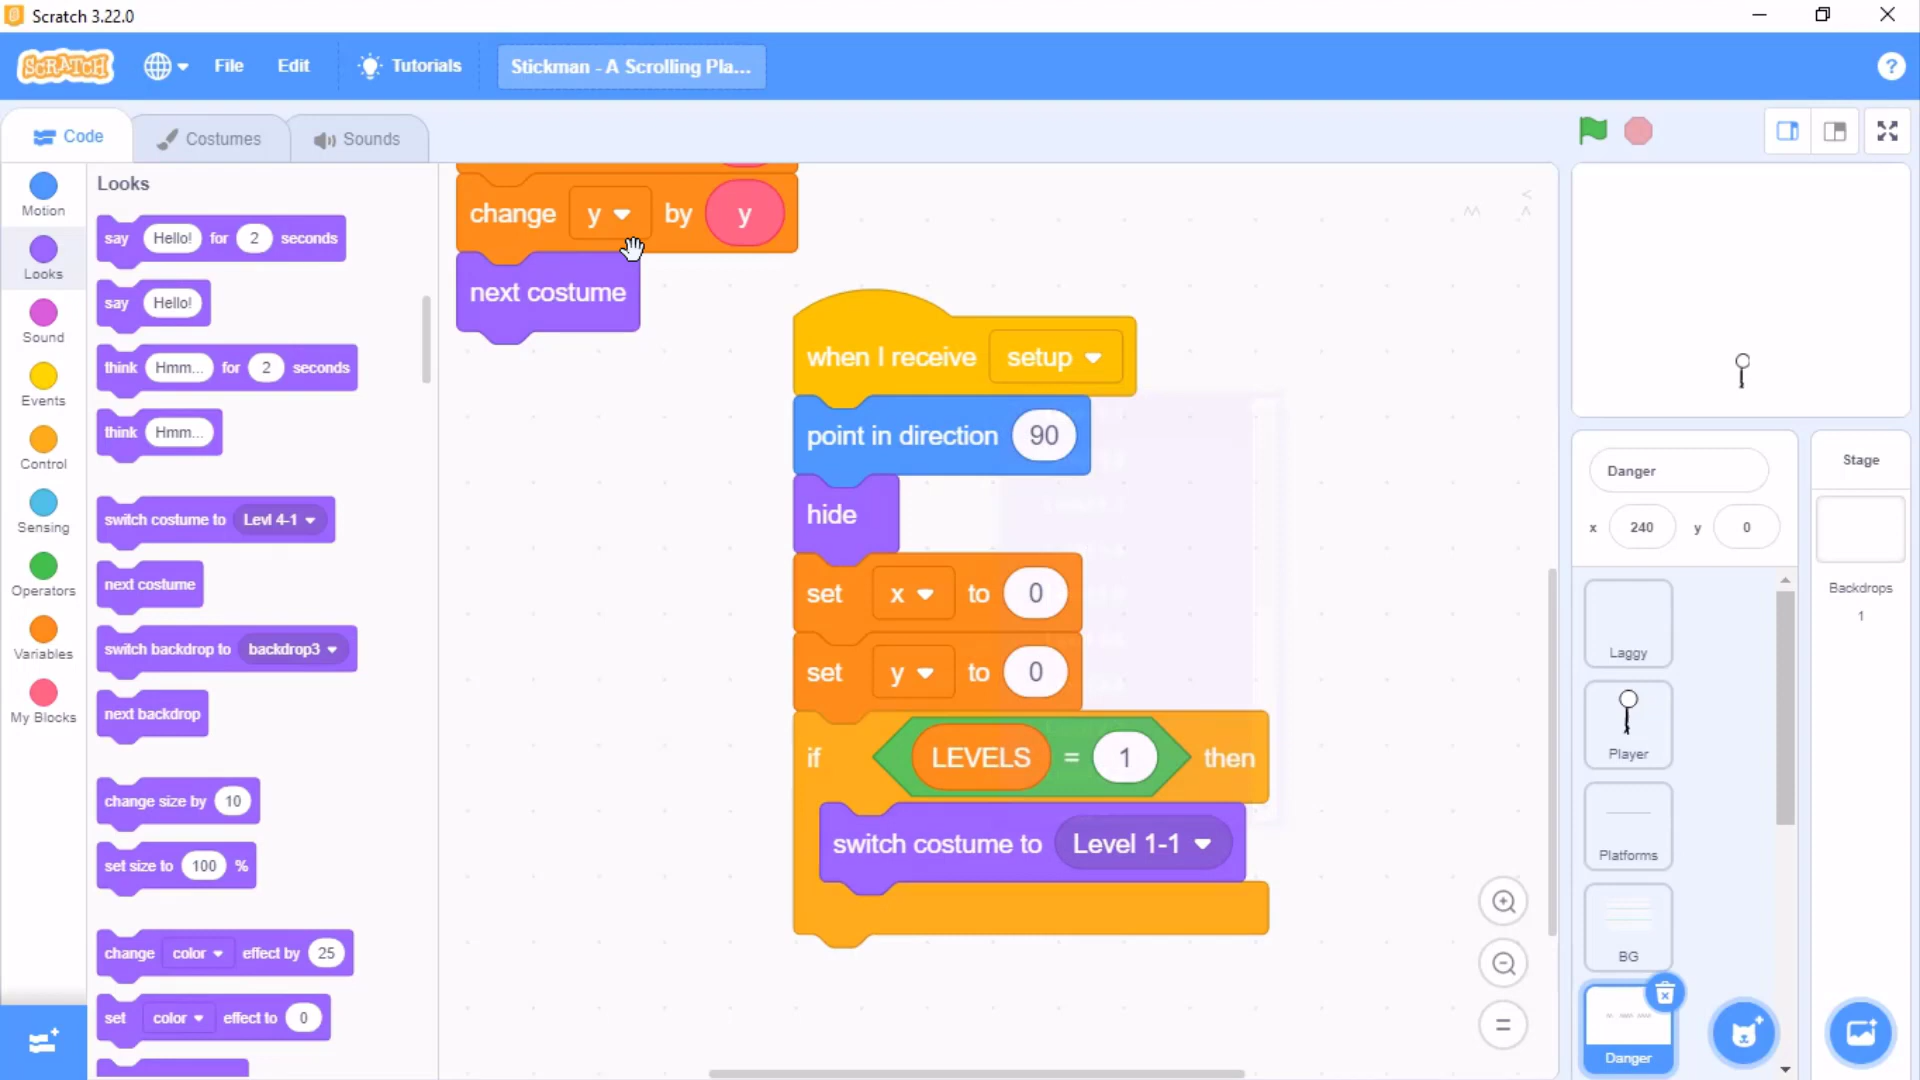 Scratch 3.22.0
SCRATCH
File
Edit
Tutorials
Stickman - A Scrolling Pla...
?
Code
Costumes
Sounds
Motion
Looks
Sound
Events
Control
Sensing
Operators
Variables
My Blocks
Looks
say Hello! for 2 seconds
say Hello!
think Hmm... for 2 seconds
think Hmm...
switch costume to Levl 4-1
next costume
switch backdrop to backdrop3
next backdrop
change size by 10
set size to 100 %
change color effect by 25
set color effect to 0
change y by y
next costume
when I receive setup
point in direction 90
hide
set x to 0
set y to 0
if LEVELS = 1 then
switch costume to Level 1-1
Danger
x 240 y 0
Laggy
Player
Platforms
BG
Danger
Stage
Backdrops
1